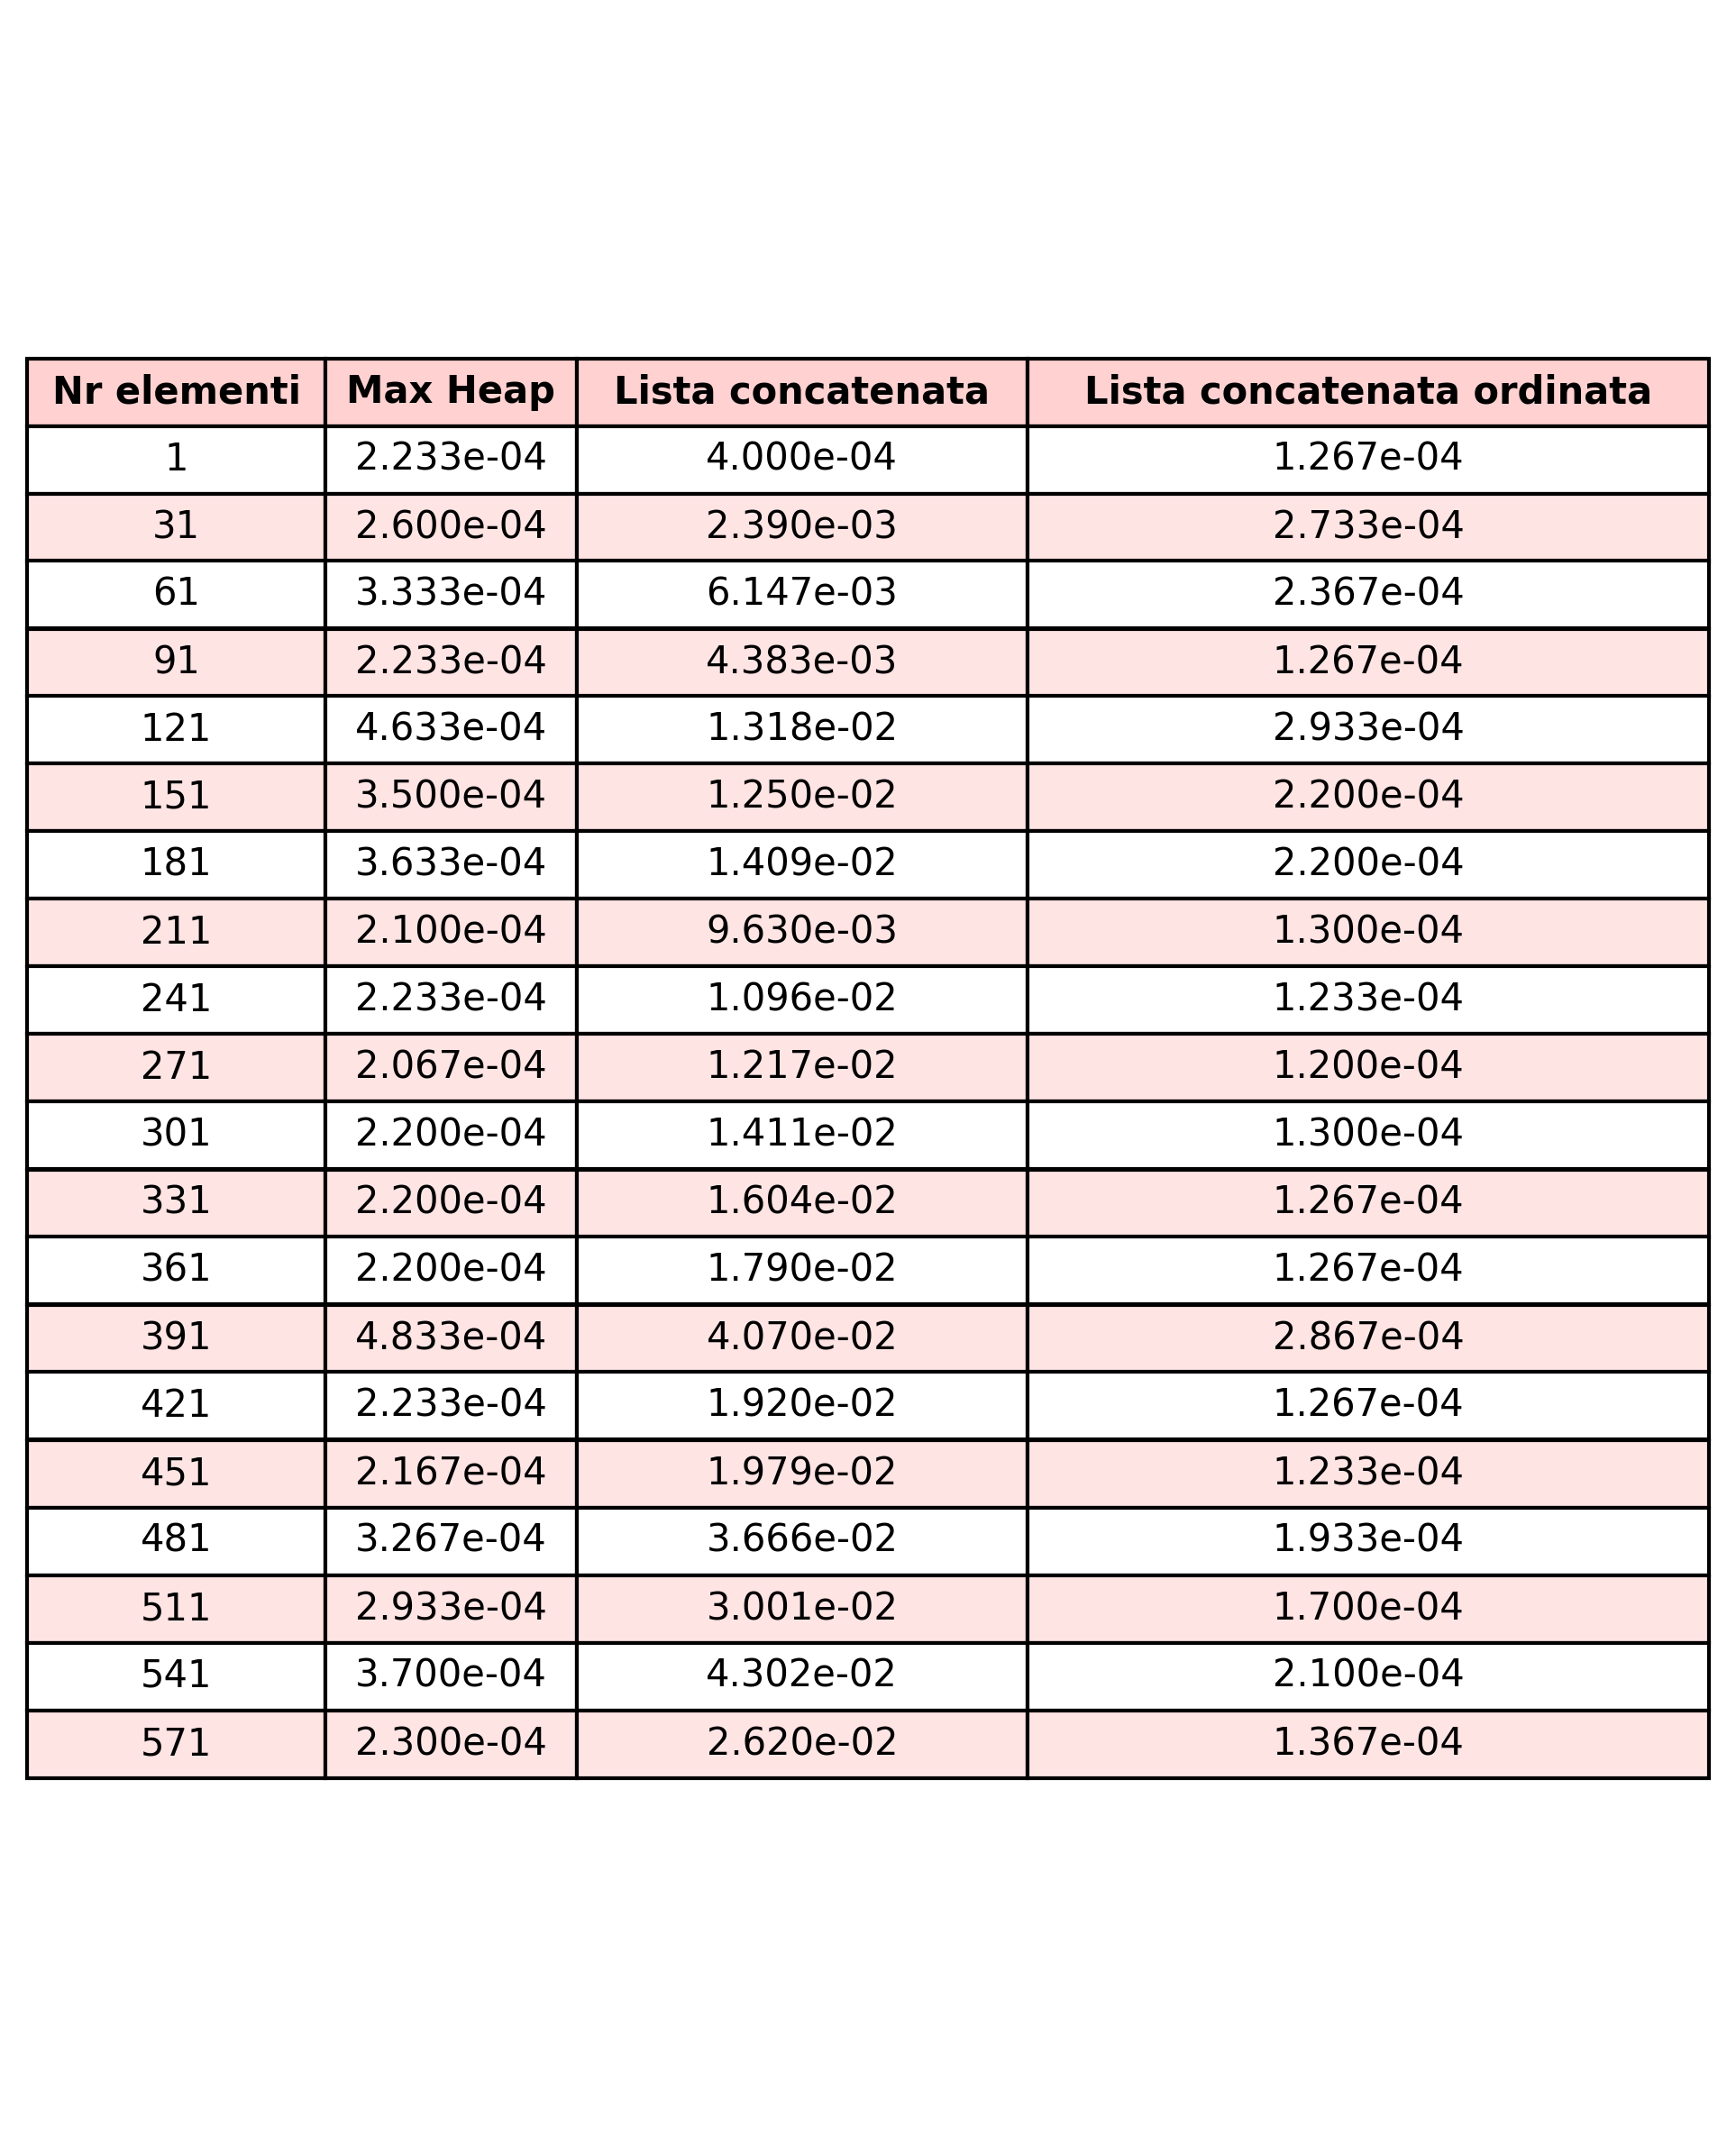 Nr elementi Max Heap Lista concatenata Lista concatenata ordinata
1 2.233e-04 4.000e-04 1.267e-04
31 2.600e-04 2.390e-03 2.733e-04
61 3.333e-04 6.147e-03 2.367e-04
91 2.233e-04 4.383e-03 1.267e-04
121 4.633e-04 1.318e-02 2.933e-04
151 3.500e-04 1.250e-02 2.200e-04
181 3.633e-04 1.409e-02 2.200e-04
211 2.100e-04 9.630e-03 1.300e-04
241 2.233e-04 1.096e-02 1.233e-04
271 2.067e-04 1.217e-02 1.200e-04
301 2.200e-04 1.411e-02 1.300e-04
331 2.200e-04 1.604e-02 1.267e-04
361 2.200e-04 1.790e-02 1.267e-04
391 4.833e-04 4.070e-02 2.867e-04
421 2.233e-04 1.920e-02 1.267e-04
451 2.167e-04 1.979e-02 1.233e-04
481 3.267e-04 3.666e-02 1.933e-04
511 2.933e-04 3.001e-02 1.700e-04
541 3.700e-04 4.302e-02 2.100e-04
571 2.300e-04 2.620e-02 1.367e-04